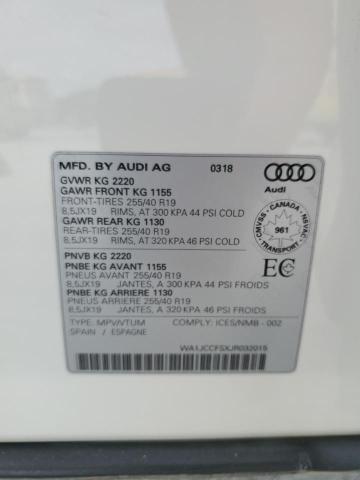 MFD. BY AUDI AG 0318
GVWR KG 2220
GAWR FRONT KG 1155
FRONT-TIRES 255/40 R19
8,5JX19 RIMS, AT 300 KPA 44 PSI COLD
GAWR REAR KG 1130
REAR-TIRES 255/40 R19
8,5JX19 RIMS, AT 320 KPA 46 PSI COLD
PNVB KG 2220
PNBE KG AVANT 1155
PNEUS AVANT 255/40 R19
8,5JX19 JANTES, A 300 KPA 44 PSI FROIDS
PNBE KG ARRIERE 1130
PNEUS ARRIERE 255/40 R19
8,5JX19 JANTES, A 320 KPA 46 PSI FROIDS
TYPE: MPV/VTUM COMPLY: ICES/NMB - 002
SPAIN / ESPAGNE
WA1JCCFSXJR032015
Audi
CANADA
CMVSS NSVAC
961
TRANSPORT
EC